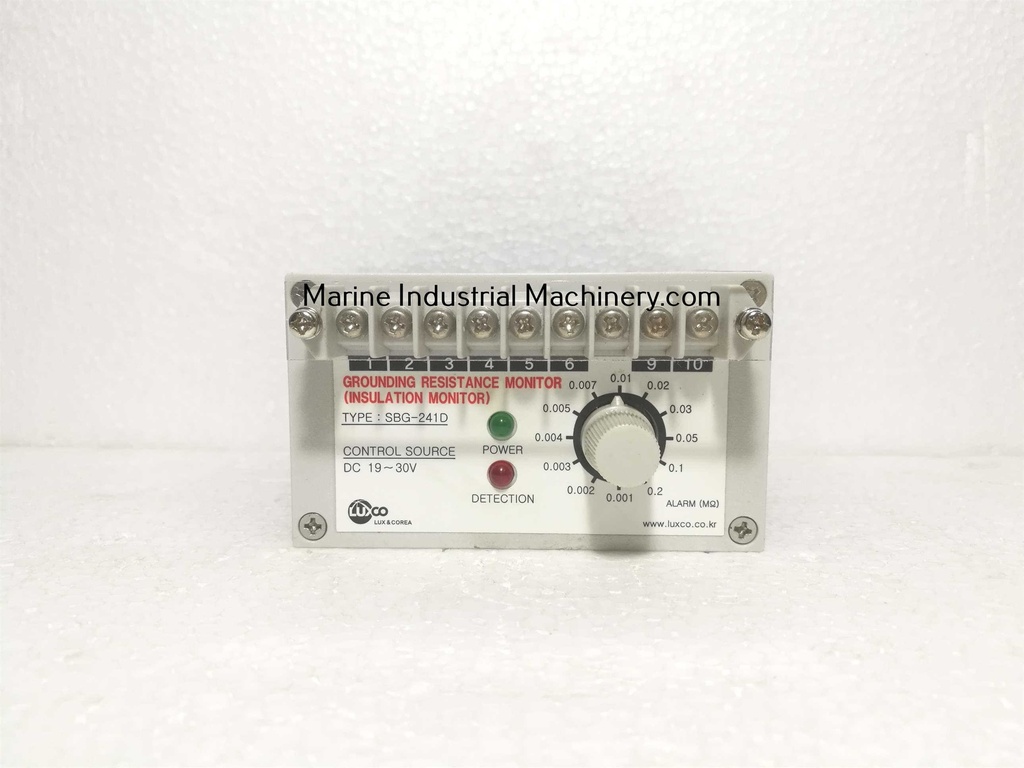 Marine Industrial Machinery.com
1 2 3 4 5 6 9 10
GROUNDING RESISTANCE MONITOR
(INSULATION MONITOR)
TYPE : SBG-241D
CONTROL SOURCE
DC 19~30V
LUXCO
LUX & COREA
POWER
DETECTION
0.001
0.002
0.003
0.004
0.005
0.007
0.01
0.02
0.03
0.05
0.1
0.2
ALARM (MΩ)
www.luxco.co.kr